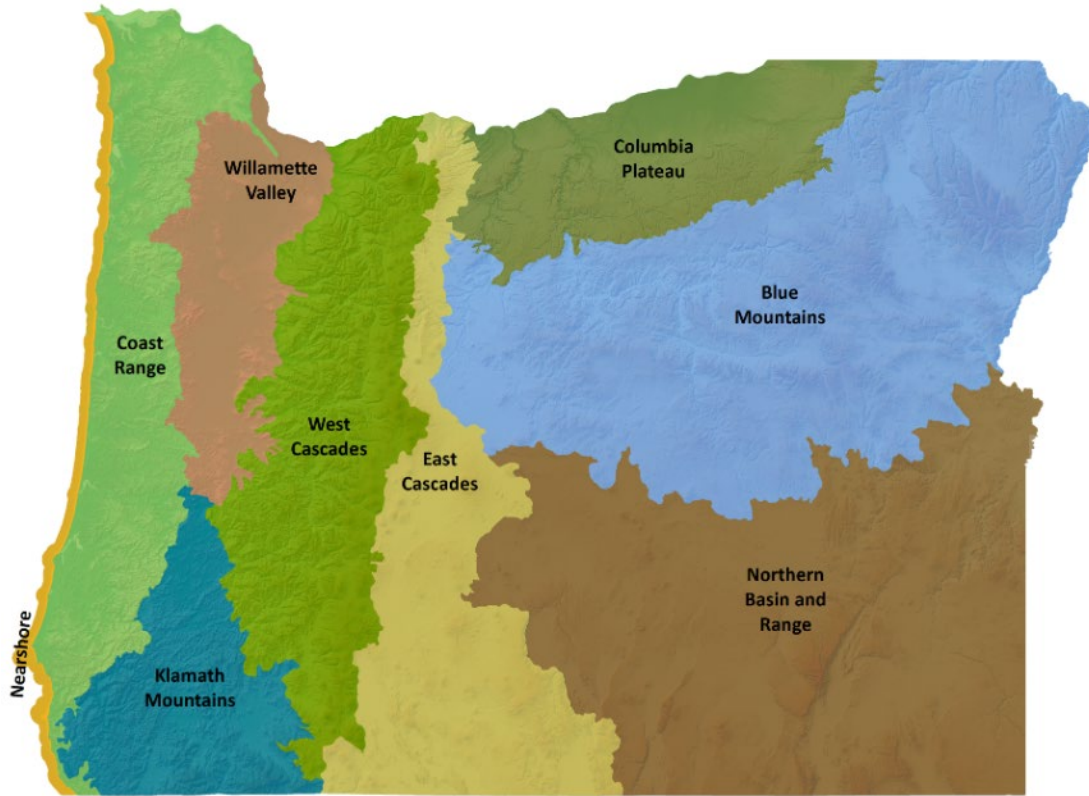 Columbia
Plateau
Willamette
Valley
Blue
Mountains
Coast
Range
West
Cascades
East
Cascades
Northern
Basin and
Range
Nearshore
Klamath
Mountains